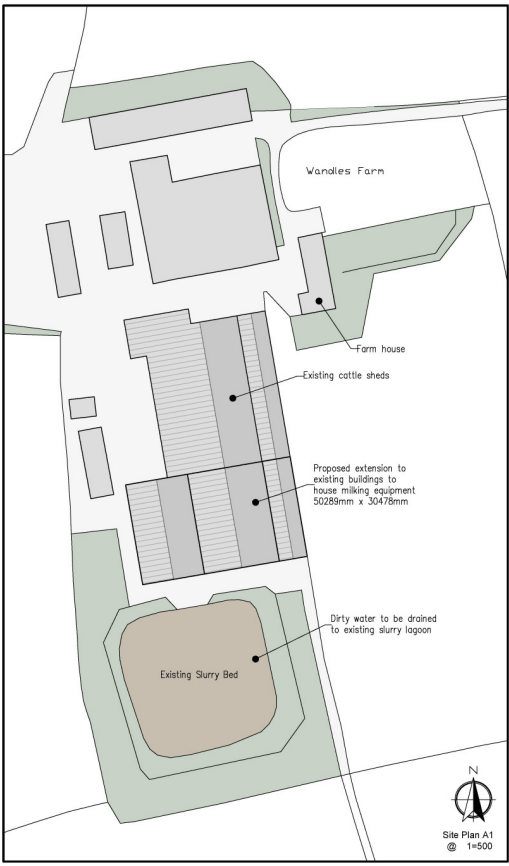 Wandles Farm
Farm house
Existing cattle sheds
Proposed extension to
existing buildings to
house milking equipment
50289mm x 30478mm
Dirty water to be drained
to existing slurry lagoon
Existing Slurry Bed
N
Site Plan A1
@ 1=500